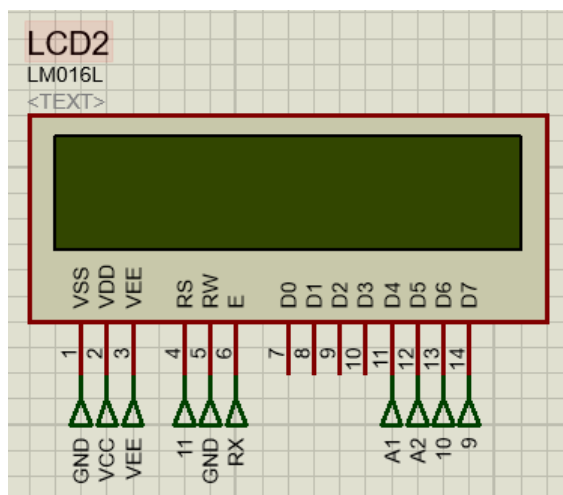 LCD2
LM016L
<TEXT>
VSS VDD VEE RS RW E D0 D1 D2 D3 D4 D5 D6 D7
1 2 3 4 5 6 7 8 9 10 11 12 13 14
GND VCC VEE 11 GND RX A1 A2 10 9